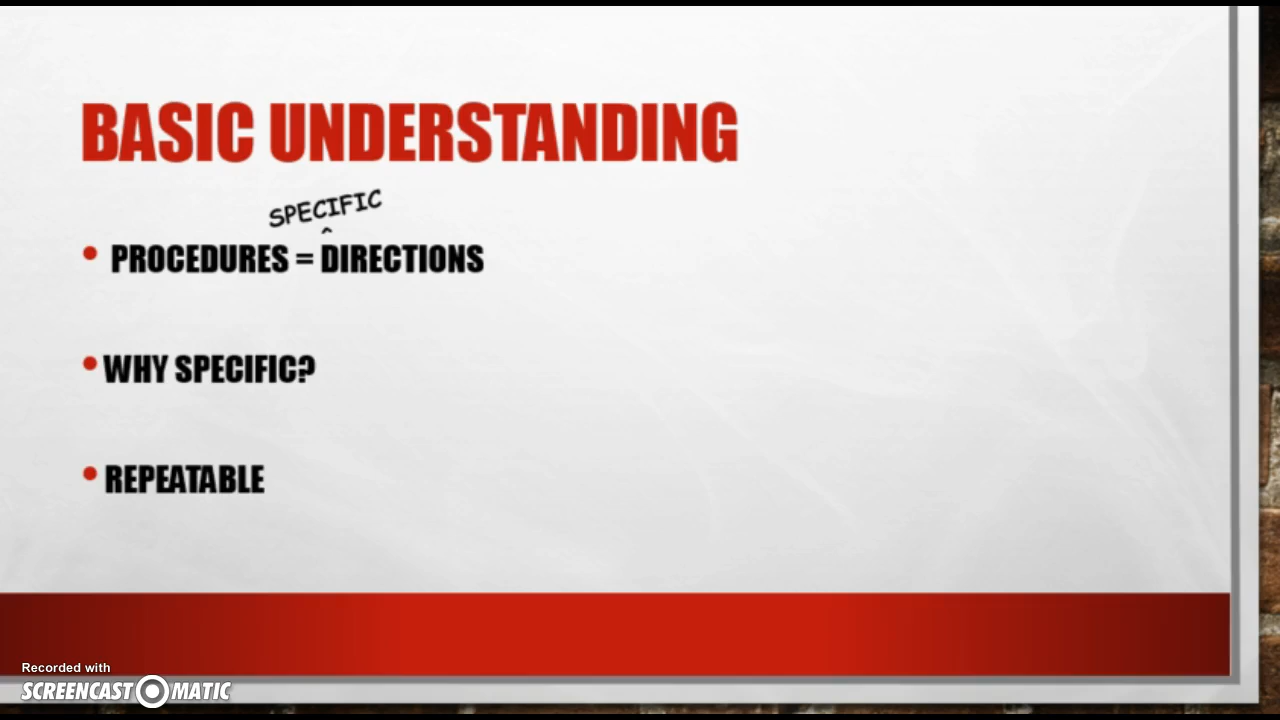 BASIC UNDERSTANDING
SPECIFIC
^
• PROCEDURES = DIRECTIONS
• WHY SPECIFIC?
• REPEATABLE
Recorded with
SCREENCAST MATIC